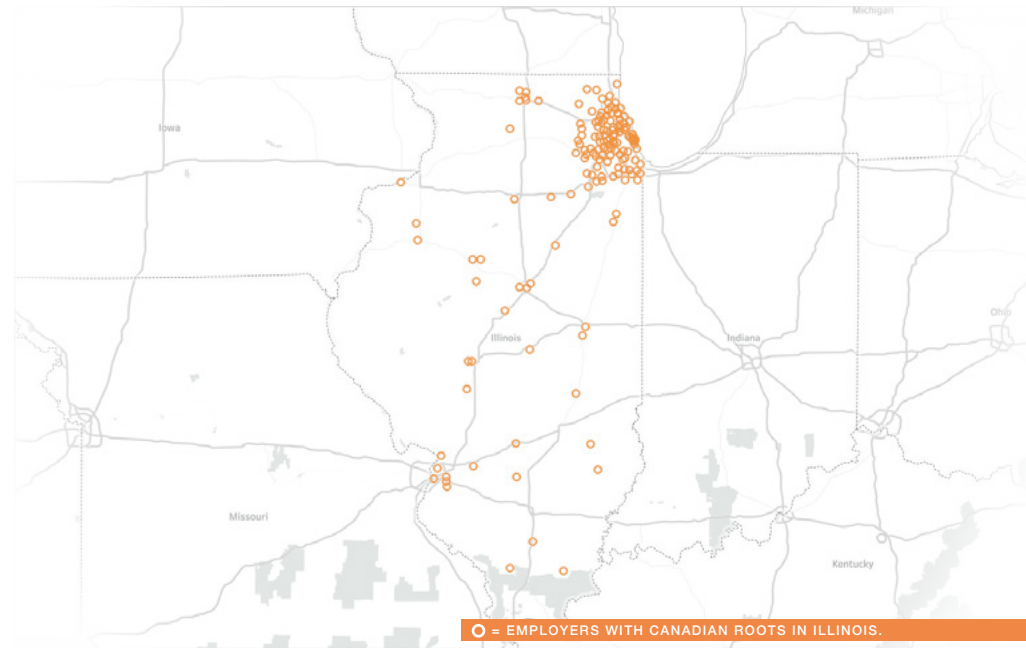 Michigan
Iowa
Ohio
Illinois
Indiana
Missouri
Kentucky
= EMPLOYERS WITH CANADIAN ROOTS IN ILLINOIS.